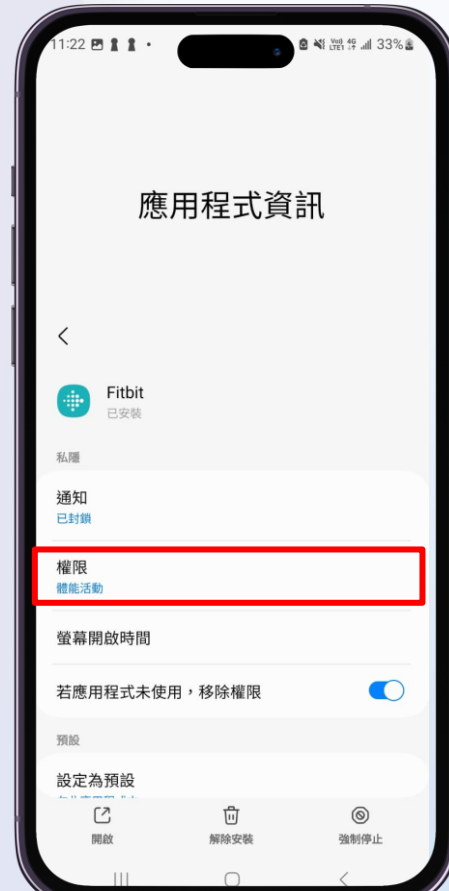 11:22
33%
應用程式資訊
Fitbit
已安裝
私隱
通知
已封鎖
權限
體能活動
螢幕開啟時間
若應用程式未使用，移除權限
預設
設定為預設
開啟
解除安裝
強制停止